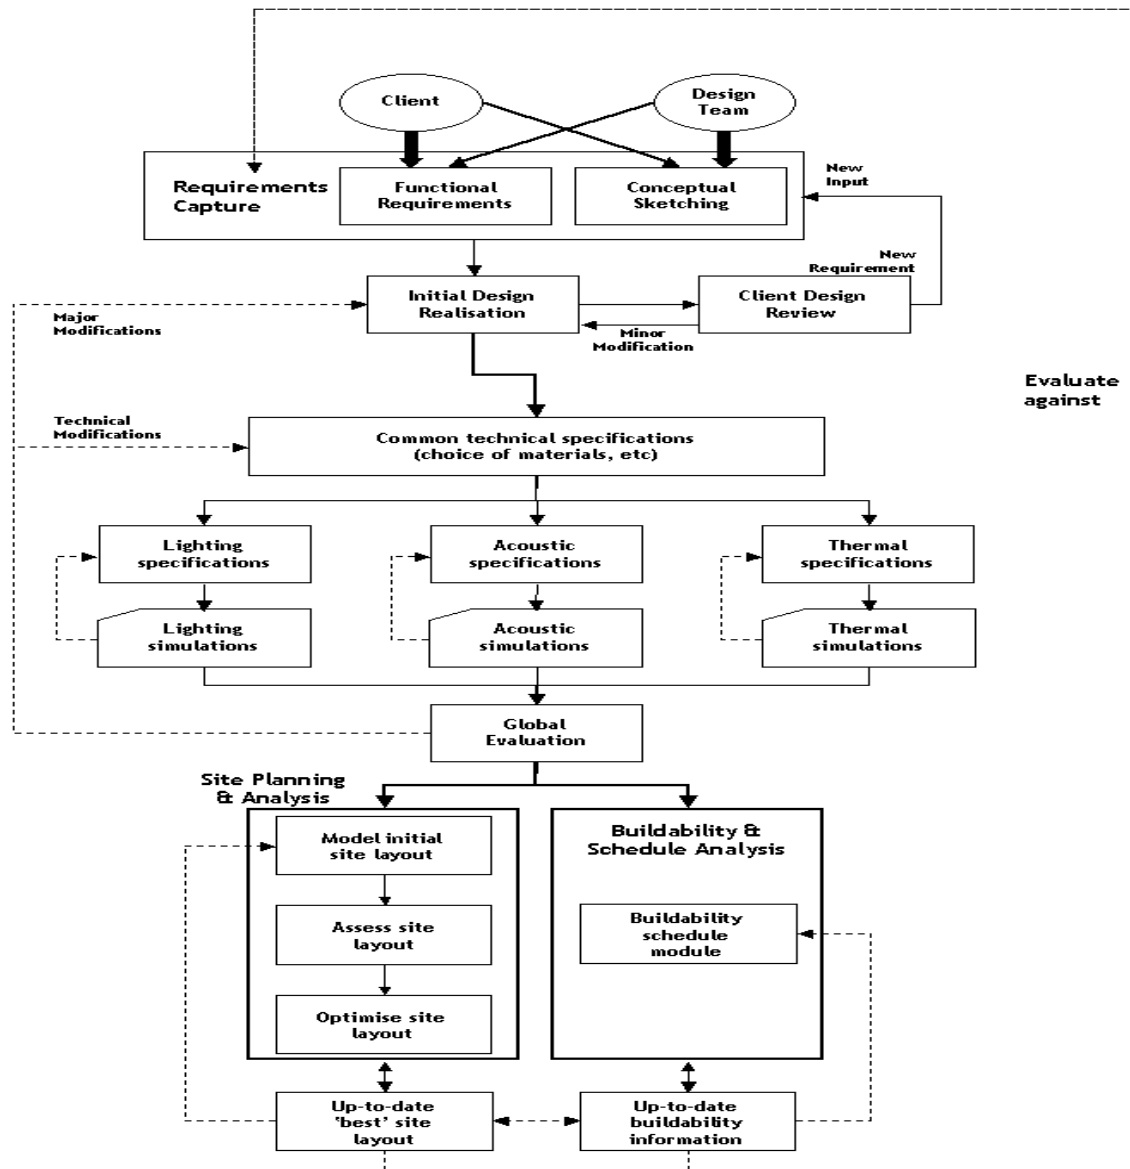 Client
Design
Team
Requirements
Capture
Functional
Requirements
Conceptual
Sketching
New
Input
New
Requirement
Initial Design
Realisation
Client Design
Review
Minor
Modification
Major
Modifications
Evaluate
against
Technical
Modifications
Common technical specifications
(choice of materials, etc)
Lighting
specifications
Acoustic
specifications
Thermal
specifications
Lighting
simulations
Acoustic
simulations
Thermal
simulations
Global
Evaluation
Site Planning
& Analysis
Model initial
site layout
Assess site
layout
Optimise site
layout
Buildability &
Schedule Analysis
Buildability
schedule
module
Up-to-date
'best' site
layout
Up-to-date
buildability
information